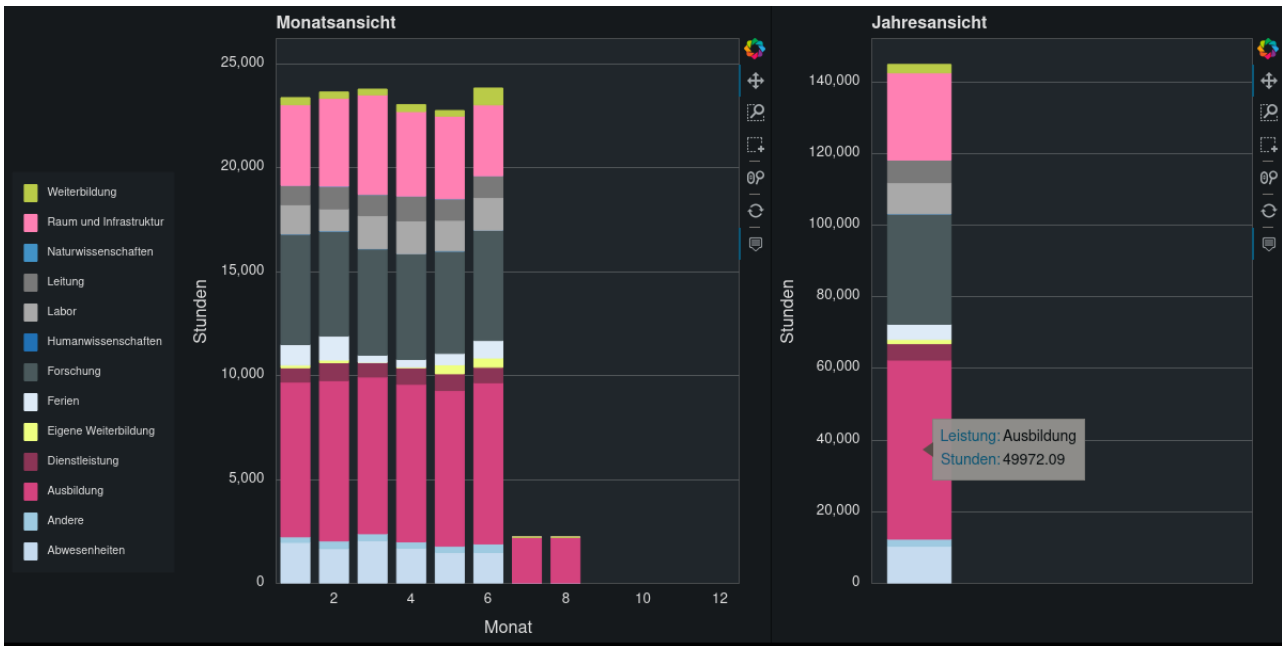 Monatsansicht
Stunden
25,000
20,000
15,000
10,000
5,000
0
2
4
6
8
10
12
Monat
Weiterbildung
Raum und Infrastruktur
Naturwissenschaften
Leitung
Labor
Humanwissenschaften
Forschung
Ferien
Eigene Weiterbildung
Dienstleistung
Ausbildung
Andere
Abwesenheiten
Jahresansicht
Stunden
140,000
120,000
100,000
80,000
60,000
40,000
20,000
0
Leistung: Ausbildung
Stunden: 49972.09